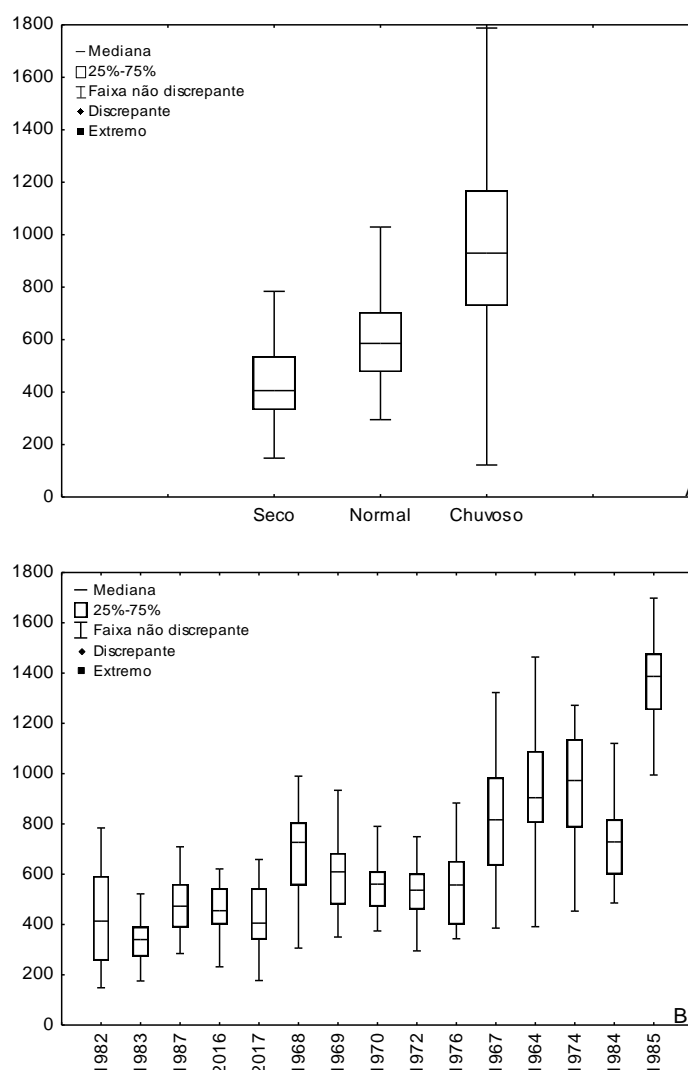 1800
1600
1400
1200
1000
800
600
400
200
0
Mediana
25%-75%
Faixa não discrepante
Discrepante
Extremo
Seco Normal Chuvoso
1800
1600
1400
1200
1000
800
600
400
200
0
Mediana
25%-75%
Faixa não discrepante
Discrepante
Extremo
B
1982 1983 1987 2016 2017 1968 1969 1970 1972 1976 1967 1964 1974 1984 1985